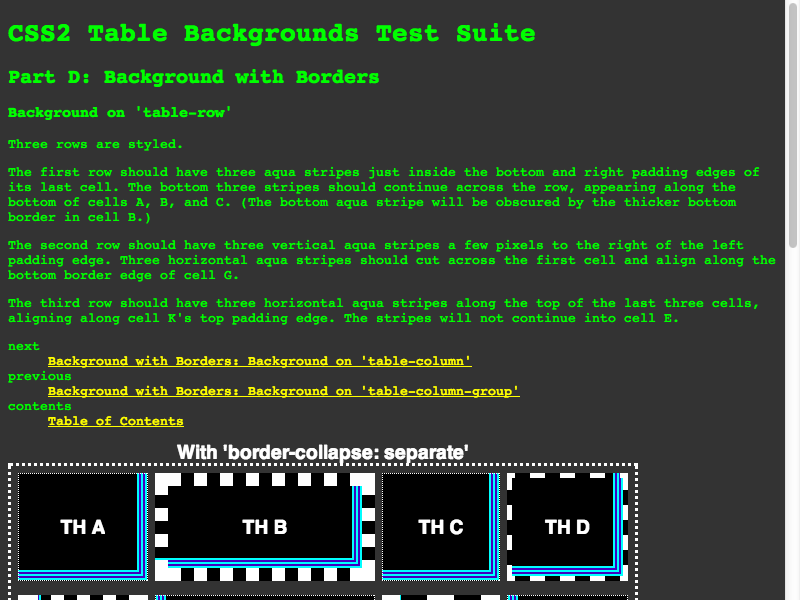 CSS2 Table Backgrounds Test Suite
Part D: Background with Borders
Background on 'table-row'
Three rows are styled.
The first row should have three aqua stripes just inside the bottom and right padding edges of
its last cell. The bottom three stripes should continue across the row, appearing along the
bottom of cells A, B, and C. (The bottom aqua stripe will be obscured by the thicker bottom
border in cell B.)
The second row should have three vertical aqua stripes a few pixels to the right of the left
padding edge. Three horizontal aqua stripes should cut across the first cell and align along the
bottom border edge of cell G.
The third row should have three horizontal aqua stripes along the top of the last three cells,
aligning along cell K's top padding edge. The stripes will not continue into cell E.
next
Background with Borders: Background on 'table-column'
previous
Background with Borders: Background on 'table-column-group'
contents
Table of Contents
With 'border-collapse: separate'
TH A TH B TH C TH D